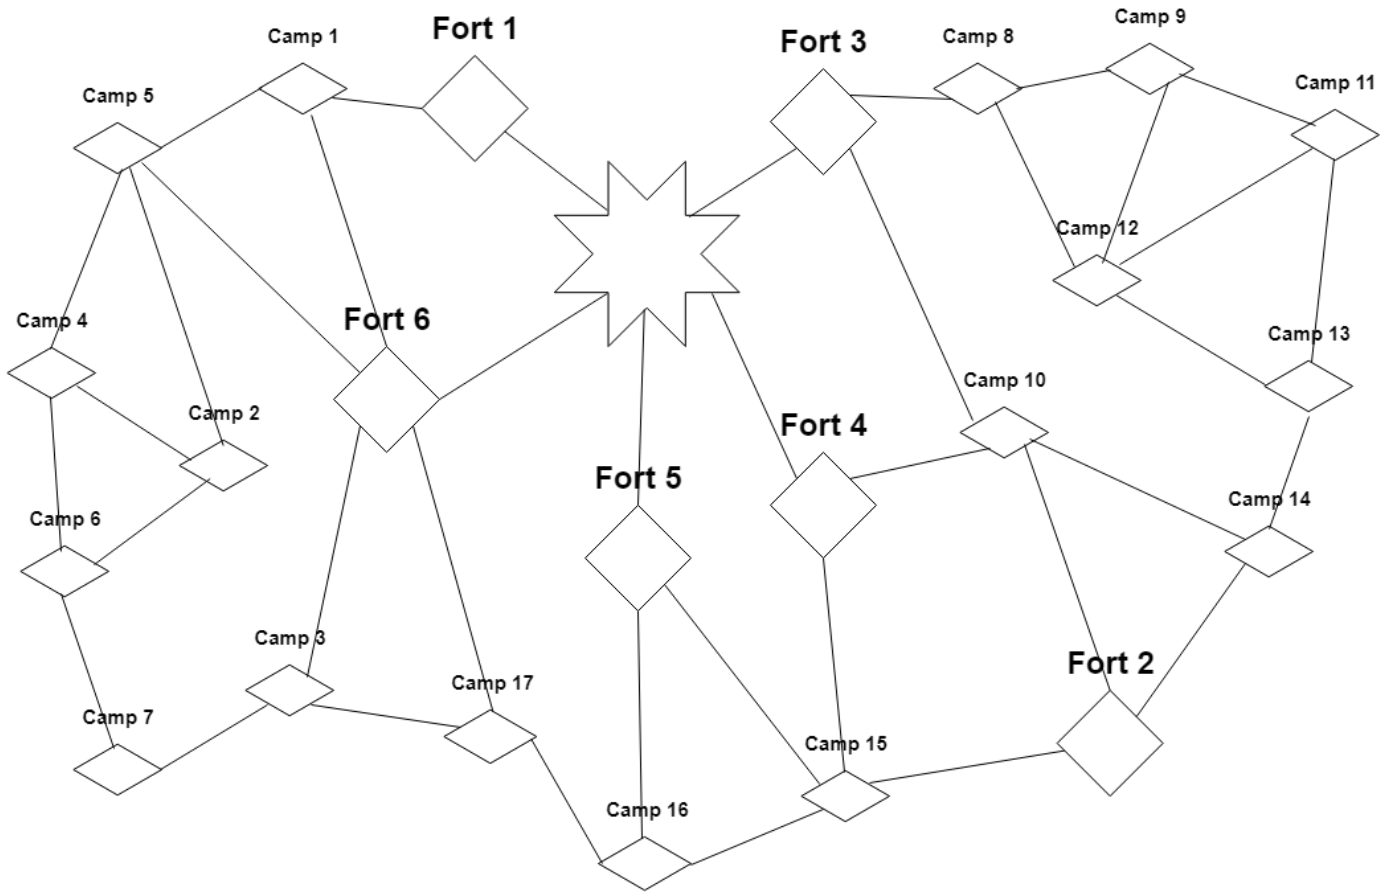 Camp 9
Fort 1
Camp 1
Fort 3
Camp 8
Camp 11
Camp 5
Camp 12
Camp 4
Fort 6
Camp 13
Camp 10
Camp 2
Fort 4
Fort 5
Camp 14
Camp 6
Camp 3
Fort 2
Camp 17
Camp 7
Camp 15
Camp 16